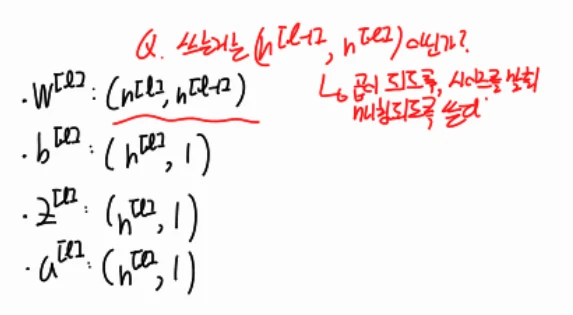 Q. 쓰는거는 (n^[l-1], n^[l]) 아닌가?
· W^[l]: (n^[l], n^[l-1])
↳ 곱이 되도록, 사이즈를 맞춰
매칭되도록 쓴다
· b^[l]: (n^[l], 1)
· z^[l]: (n^[l], 1)
· a^[l]: (n^[l], 1)